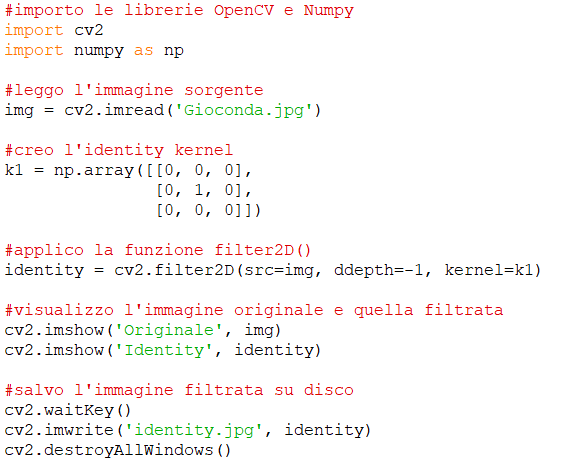 #importo le librerie OpenCV e Numpy
import cv2
import numpy as np

#leggo l'immagine sorgente
img = cv2.imread('Gioconda.jpg')

#creo l'identity kernel
k1 = np.array([[0, 0, 0],
               [0, 1, 0],
               [0, 0, 0]])

#applico la funzione filter2D()
identity = cv2.filter2D(src=img, ddepth=-1, kernel=k1)

#visualizzo l'immagine originale e quella filtrata
cv2.imshow('Originale', img)
cv2.imshow('Identity', identity)

#salvo l'immagine filtrata su disco
cv2.waitKey()
cv2.imwrite('identity.jpg', identity)
cv2.destroyAllWindows()